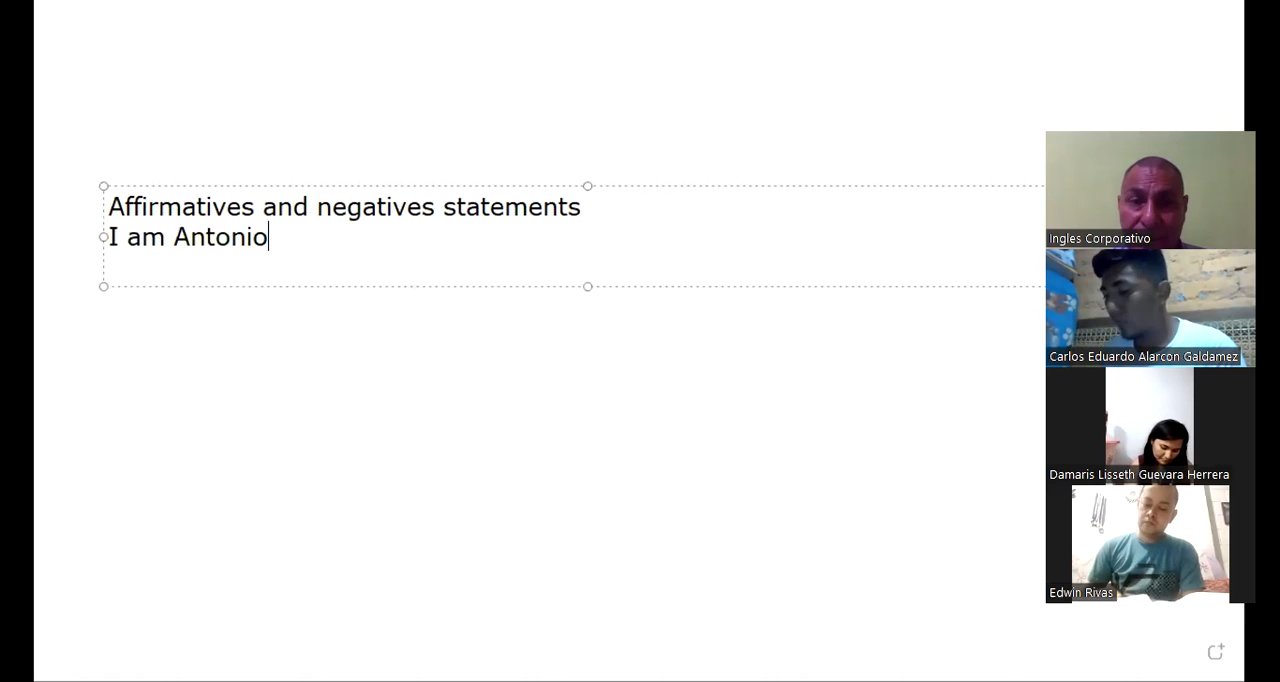 Affirmatives and negatives statements
I am Antonio
Ingles Corporativo
Carlos Eduardo Alarcon Galdamez
Damaris Lisseth Guevara Herrera
Edwin Rivas